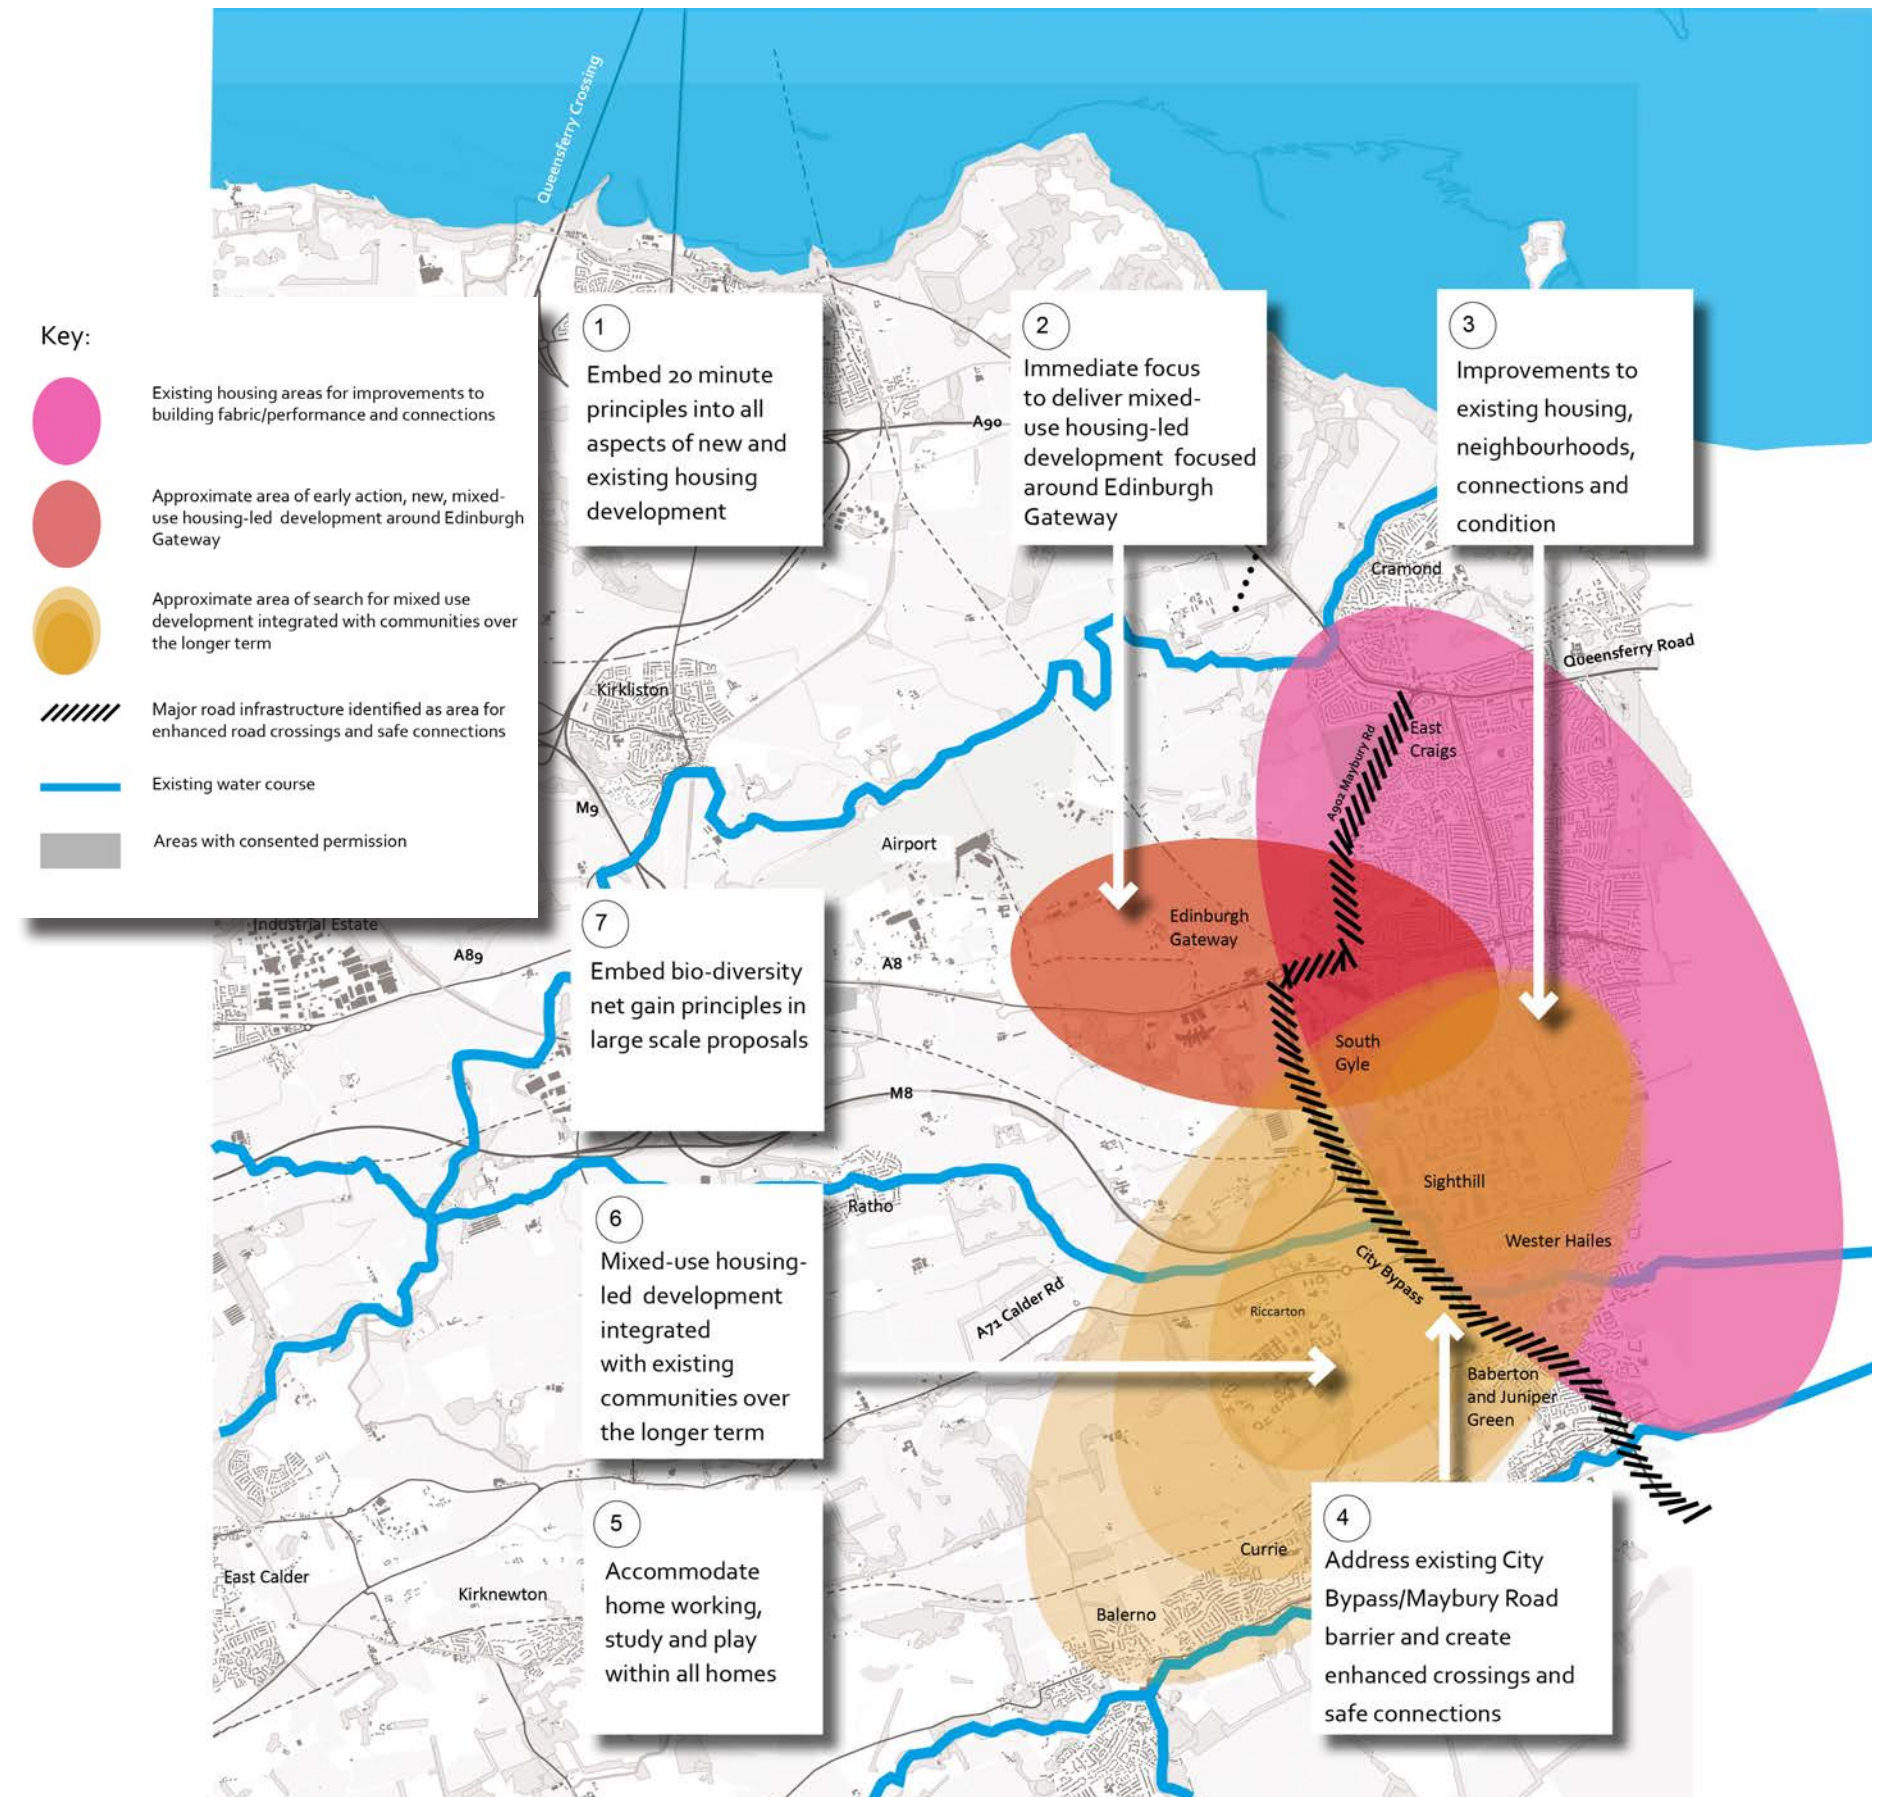 Queensferry Crossing
Key:
Existing housing areas for improvements to
building fabric/performance and connections
Approximate area of early action, new, mixed-
use housing-led development around Edinburgh
Gateway
Approximate area of search for mixed use
development integrated with communities over
the longer term
Major road infrastructure identified as area for
enhanced road crossings and safe connections
Existing water course
Areas with consented permission
1
Embed 20 minute
principles into all
aspects of new and
existing housing
development
2
Immediate focus
to deliver mixed-
use housing-led
development focused
around Edinburgh
Gateway
3
Improvements to
existing housing,
neighbourhoods,
connections and
condition
A90
Cramond
Queensferry Road
Kirkliston
East
Craigs
A902 Maybury Rd
M9
Airport
Edinburgh
Gateway
Industrial Estate
A89
A8
7
Embed bio-diversity
net gain principles in
large scale proposals
South
Gyle
M8
Sighthill
Ratho
Wester Hailes
City Bypass
A71 Calder Rd
Riccarton
6
Mixed-use housing-
led development
integrated
with existing
communities over
the longer term
Baberton
and Juniper
Green
5
Accommodate
home working,
study and play
within all homes
4
Address existing City
Bypass/Maybury Road
barrier and create
enhanced crossings and
safe connections
Currie
Balerno
East Calder
Kirknewton